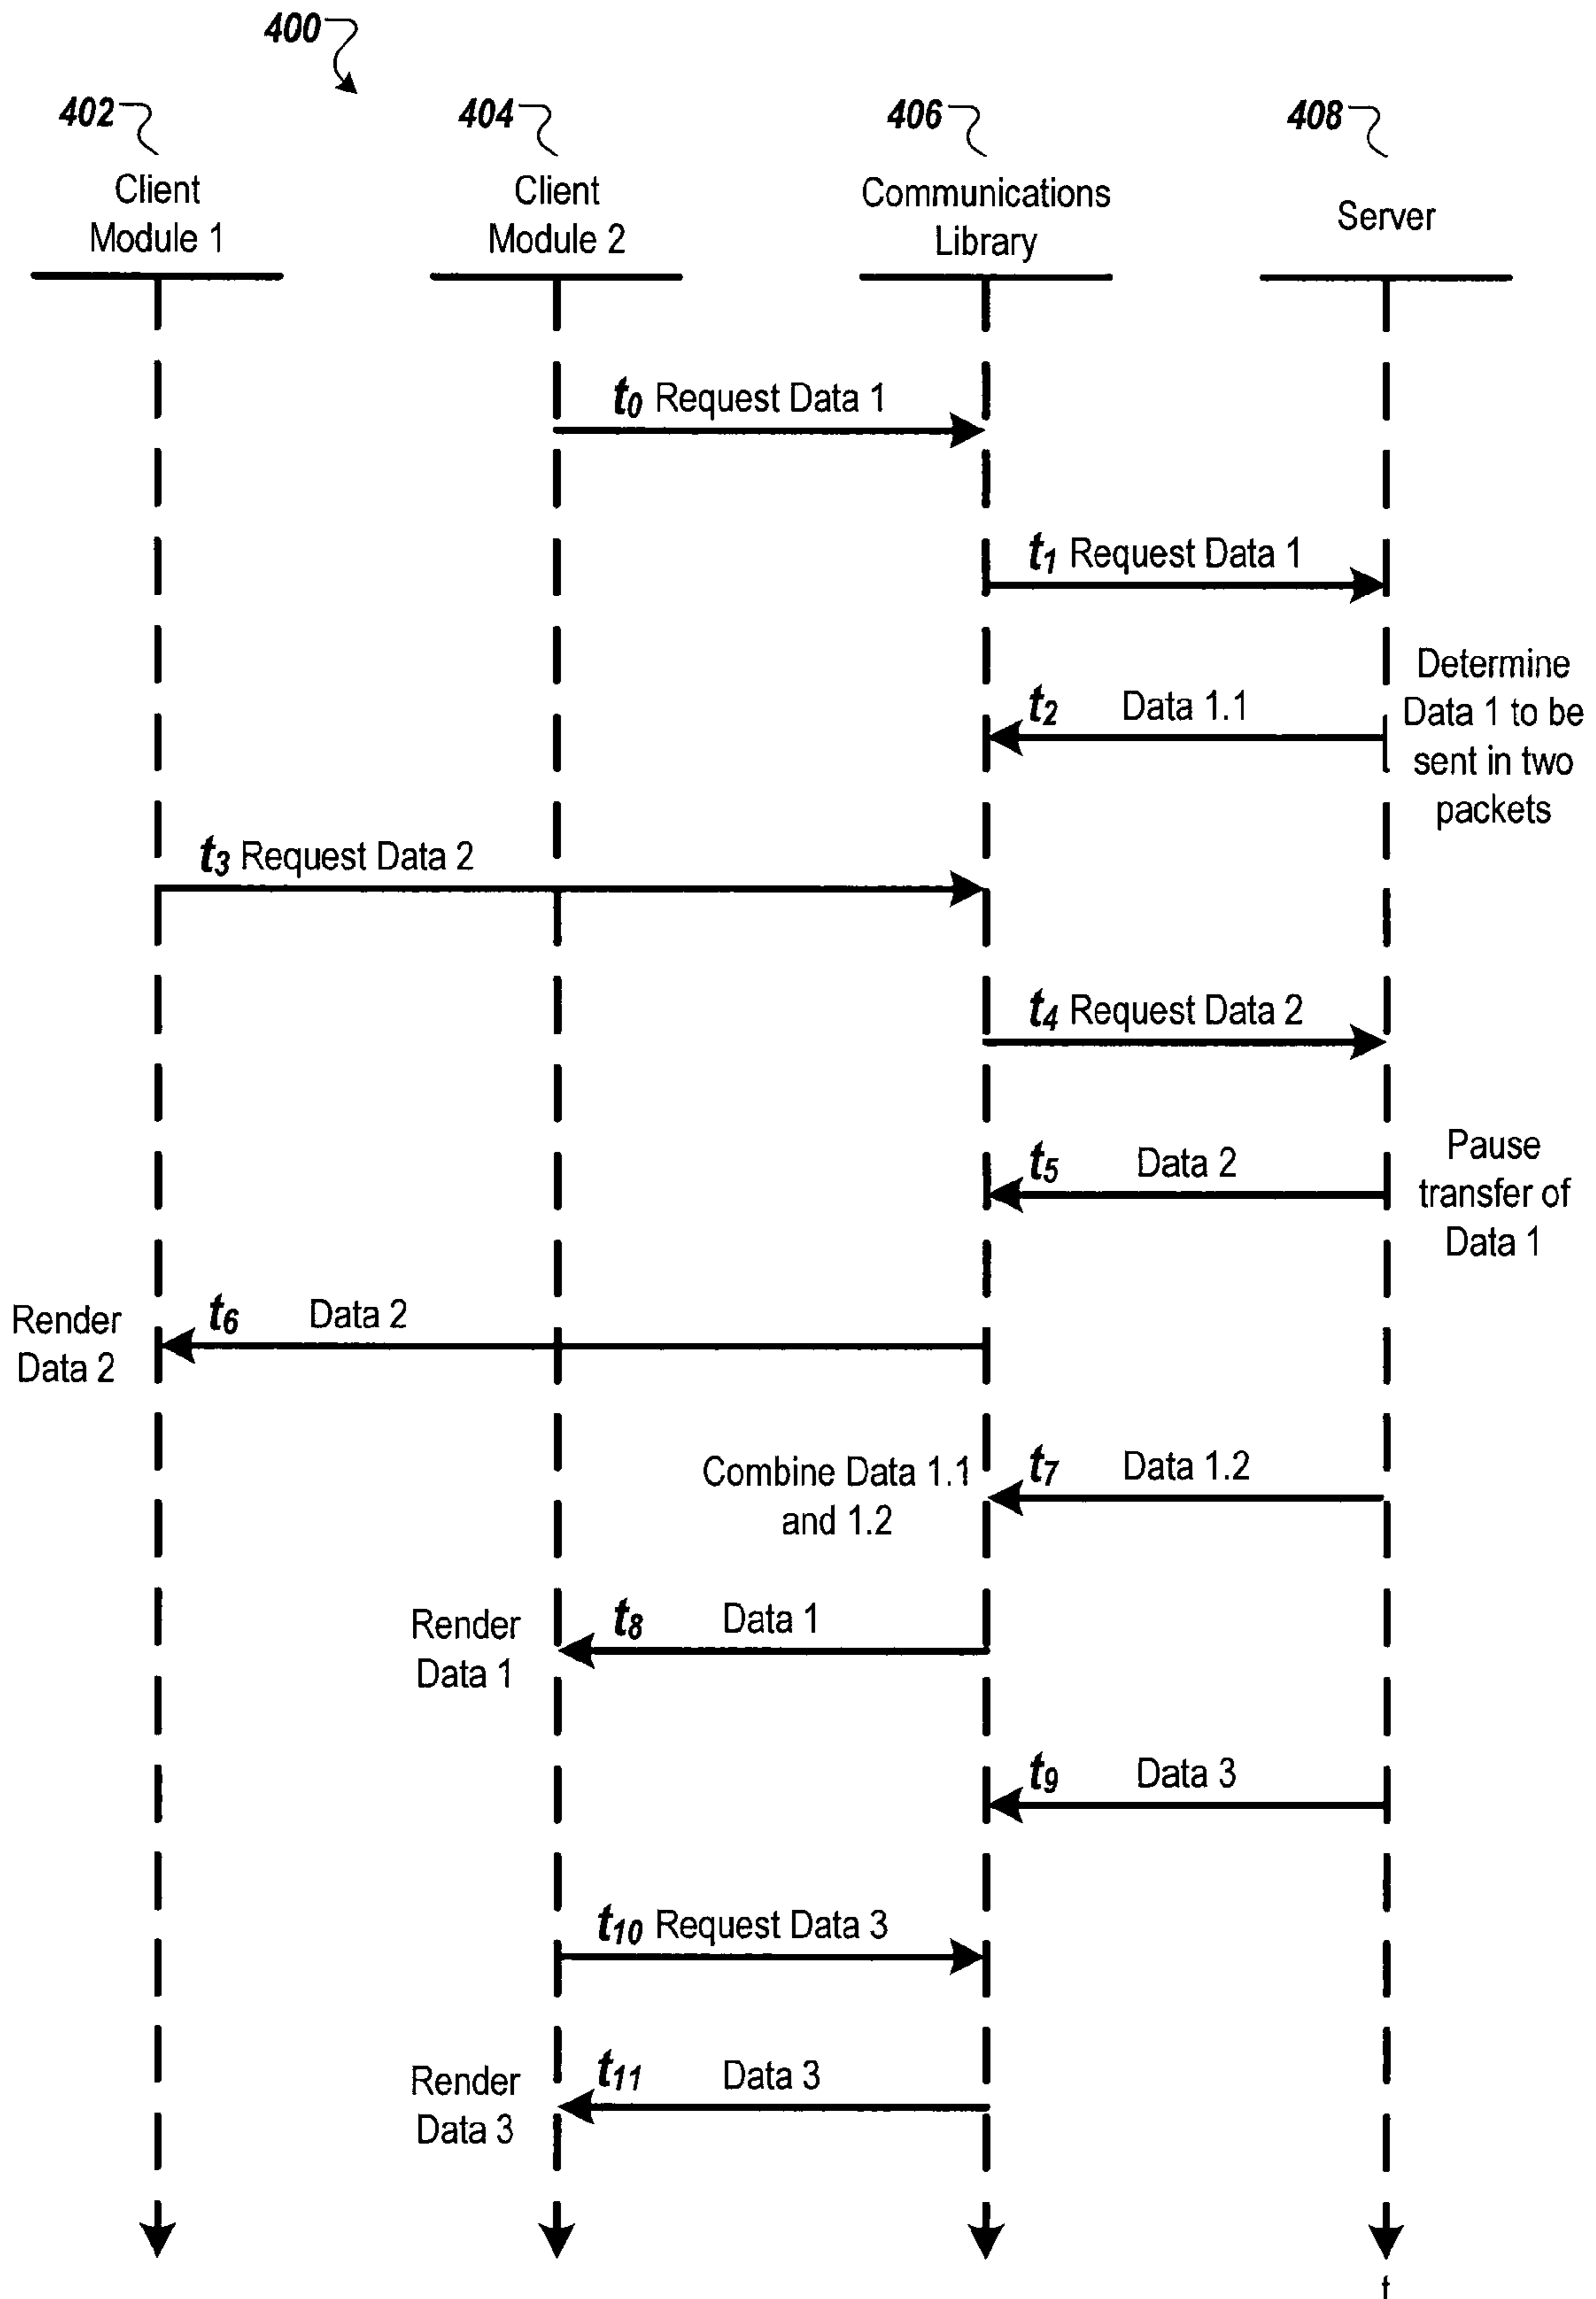 400
402
404
406
408
Client
Module 1
Client
Module 2
Communications
Library
Server
t0 Request Data 1
t1 Request Data 1
t2 Data 1.1
Determine
Data 1 to be
sent in two
packets
t3 Request Data 2
t4 Request Data 2
t5 Data 2
Pause
transfer of
Data 1
Render
Data 2
t6 Data 2
Combine Data 1.1
and 1.2
t7 Data 1.2
Render
Data 1
t8 Data 1
t9 Data 3
t10 Request Data 3
Render
Data 3
t11 Data 3
t